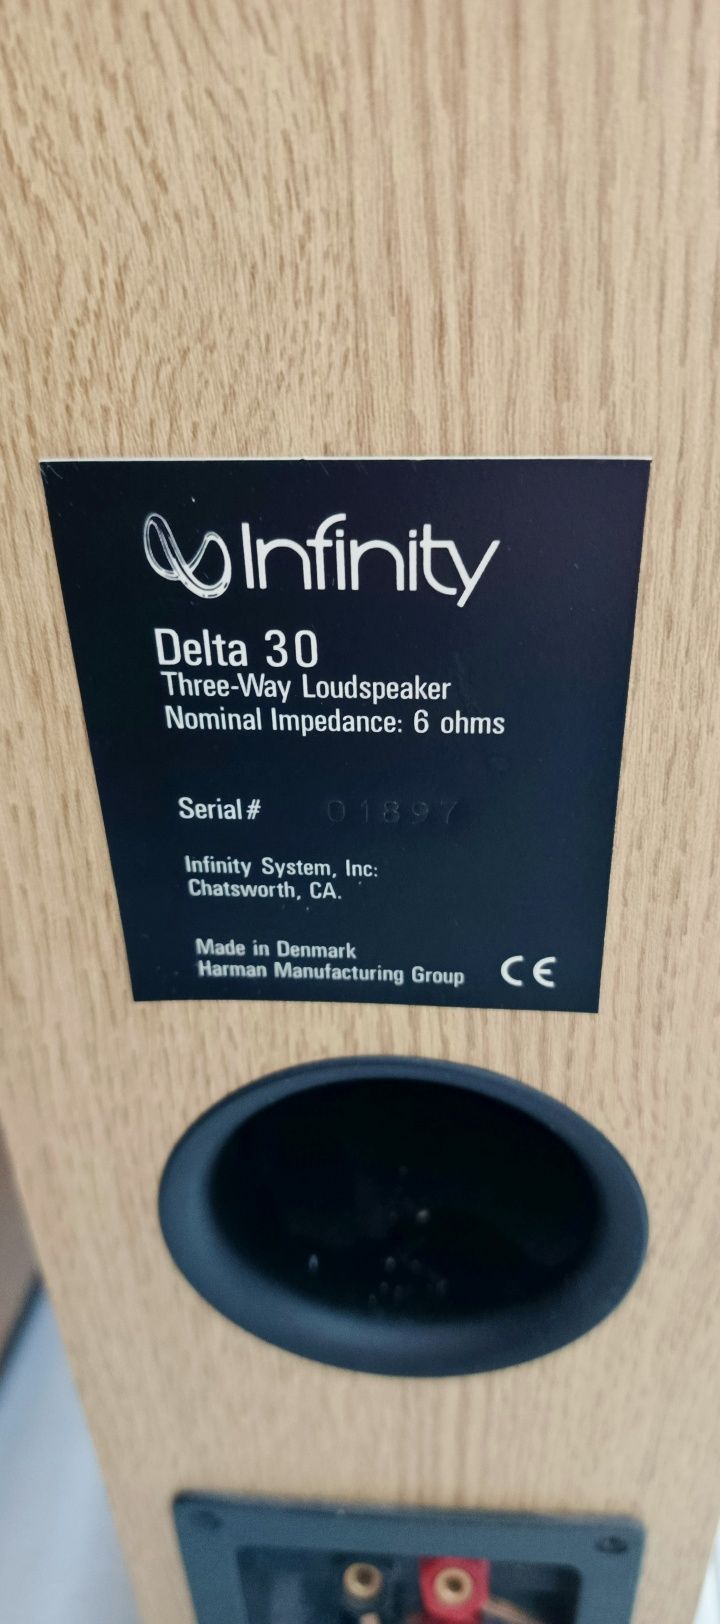 Infinity
Delta 30
Three-Way Loudspeaker
Nominal Impedance: 6 ohms
Serial# 01897
Infinity System, Inc:
Chatsworth, CA.
Made in Denmark
Harman Manufacturing Group CE